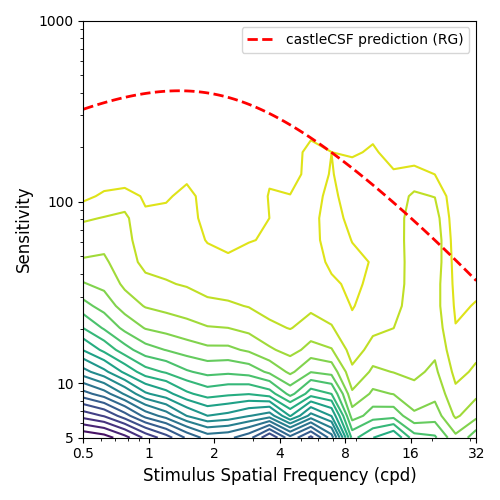 1000
castleCSF prediction (RG)
100
Sensitivity
10
5
0.5 1 2 4 8 16 32
Stimulus Spatial Frequency (cpd)